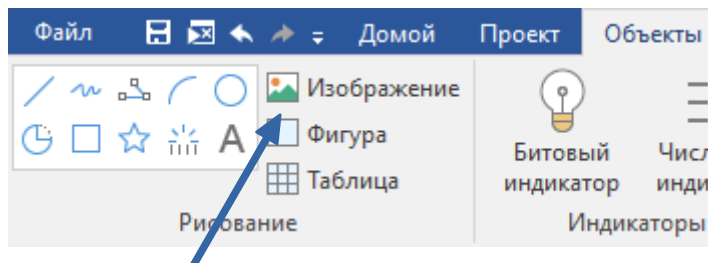 Файл Домой Проект Объекты
Изображение
A Фигура
Таблица
Битовый
индикатор
Рисование
Индикаторы